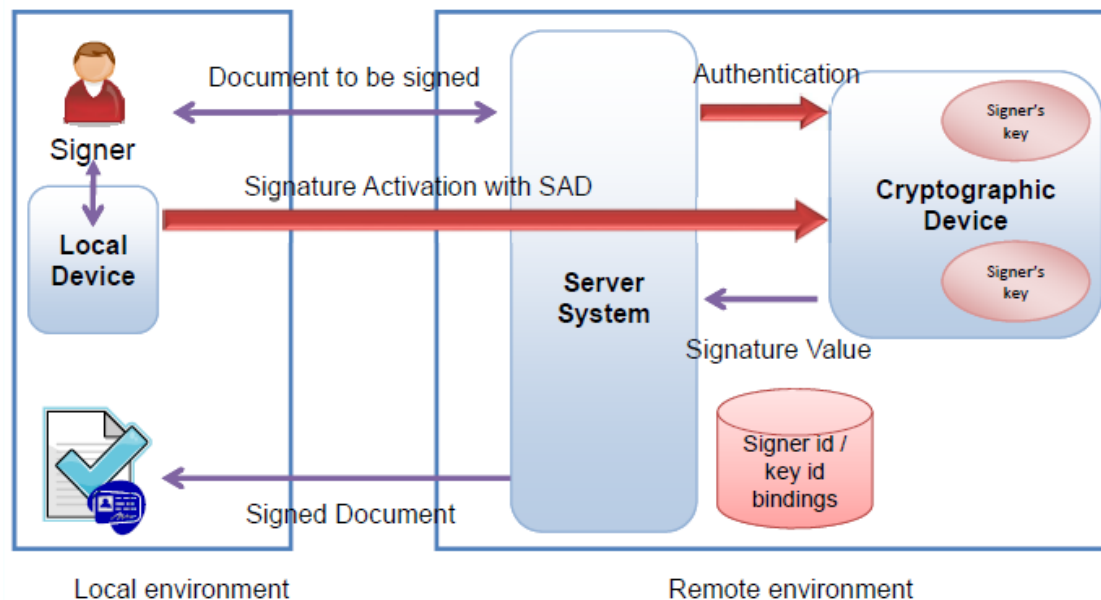 Document to be signed
Authentication
Signer's
key
Signer
Signature Activation with SAD
Cryptographic
Device
Local
Device
Signer's
key
Server
System
Signature Value
Signer id /
key id
bindings
Signed Document
Local environment
Remote environment